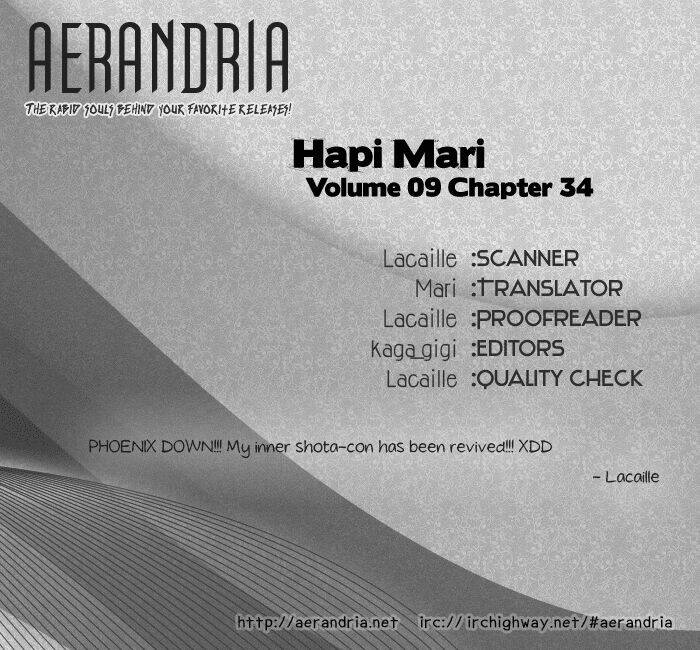 AERANDRIA
THE RABID SOULS BEHIND YOUR FAVORITE RELEASES!
Hapi Mari
Volume 09 Chapter 34
Lacaille :SCANNER
Mari :TRANSLATOR
Lacaille :PROOFREADER
Kaga_gigi :EDITORS
Lacaille :QUALITY CHECK
PHOENIX DOWN!!! My inner shota-con has been revived!!! XDD
- Lacaille
http://aerandria.net irc://irchighway.net/#aerandria